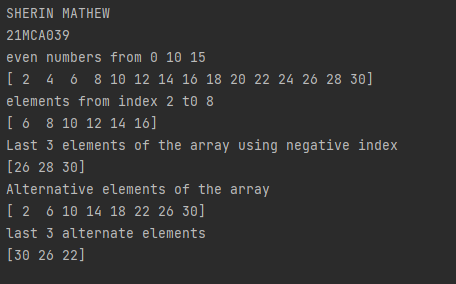 SHERIN MATHEW
21MCA039
even numbers from 0 10 15
[ 2  4  6  8 10 12 14 16 18 20 22 24 26 28 30]
elements from index 2 t0 8
[ 6  8 10 12 14 16]
Last 3 elements of the array using negative index
[26 28 30]
Alternative elements of the array
[ 2  6 10 14 18 22 26 30]
last 3 alternate elements
[30 26 22]